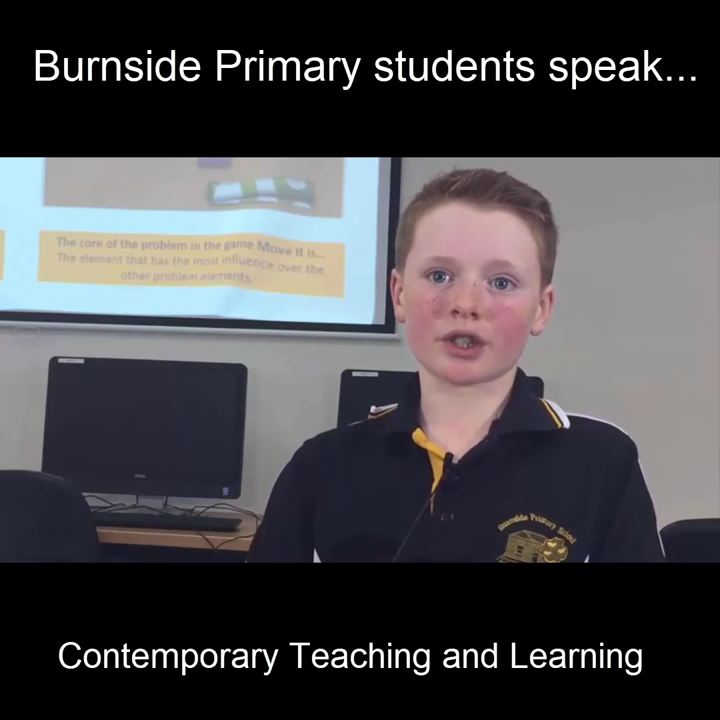 Burnside Primary students speak...
The core of the problem in the game Move It is...
The element that has the most influence over the
other problem elements
Burnside Primary School
DELL
Contemporary Teaching and Learning